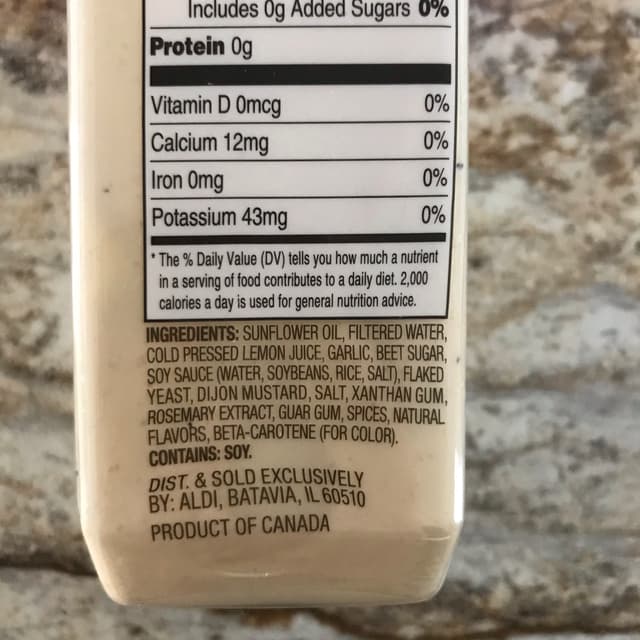 Includes 0g Added Sugars 0%
Protein 0g
Vitamin D 0mcg 0%
Calcium 12mg 0%
Iron 0mg 0%
Potassium 43mg 0%
* The % Daily Value (DV) tells you how much a nutrient
in a serving of food contributes to a daily diet. 2,000
calories a day is used for general nutrition advice.
INGREDIENTS: SUNFLOWER OIL, FILTERED WATER,
COLD PRESSED LEMON JUICE, GARLIC, BEET SUGAR,
SOY SAUCE (WATER, SOYBEANS, RICE, SALT), FLAKED
YEAST, DIJON MUSTARD, SALT, XANTHAN GUM,
ROSEMARY EXTRACT, GUAR GUM, SPICES, NATURAL
FLAVORS, BETA-CAROTENE (FOR COLOR).
CONTAINS: SOY.
DIST. & SOLD EXCLUSIVELY
BY: ALDI, BATAVIA, IL 60510
PRODUCT OF CANADA